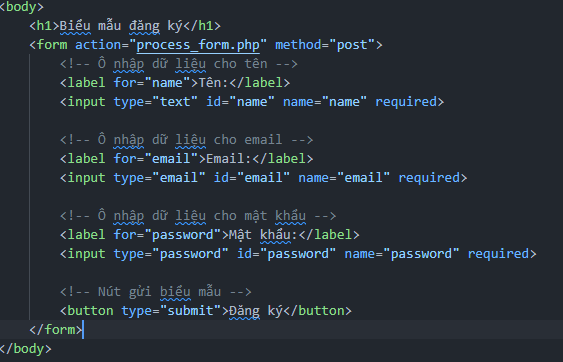 <body>
<h1>Biểu mẫu đăng ký</h1>
<form action="process_form.php" method="post">
<!-- Ô nhập dữ liệu cho tên -->
<label for="name">Tên:</label>
<input type="text" id="name" name="name" required>
<!-- Ô nhập dữ liệu cho email -->
<label for="email">Email:</label>
<input type="email" id="email" name="email" required>
<!-- Ô nhập dữ liệu cho mật khẩu -->
<label for="password">Mật khẩu:</label>
<input type="password" id="password" name="password" required>
<!-- Nút gửi biểu mẫu -->
<button type="submit">Đăng ký</button>
</form>
</body>